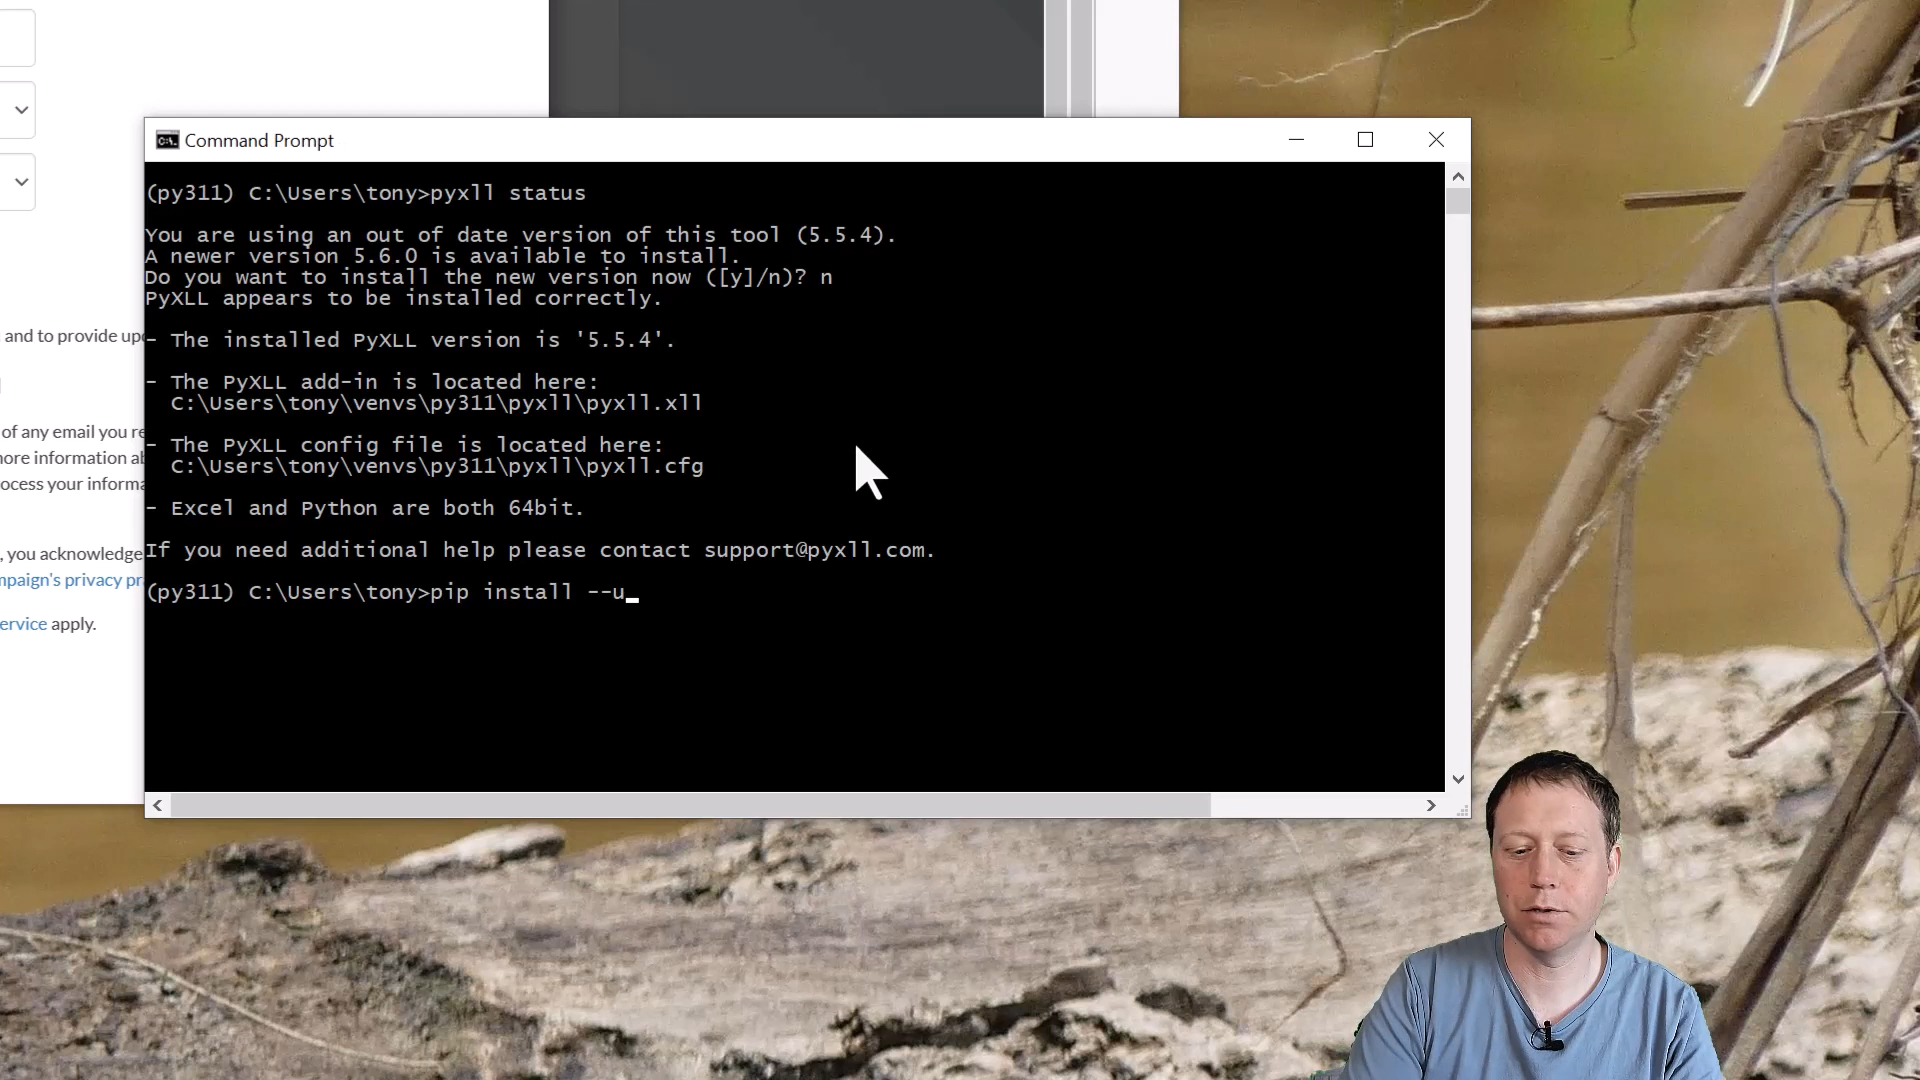 Command Prompt
(py311) C:\Users\tony>pyxll status
You are using an out of date version of this tool (5.5.4).
A newer version 5.6.0 is available to install.
Do you want to install the new version now ([y]/n)? n
PyXLL appears to be installed correctly.
- The installed PyXLL version is '5.5.4'.
- The PyXLL add-in is located here:
C:\Users\tony\venvs\py311\pyxll\pyxll.xll
- The PyXLL config file is located here:
C:\Users\tony\venvs\py311\pyxll\pyxll.cfg
- Excel and Python are both 64bit.
If you need additional help please contact support@pyxll.com.
(py311) C:\Users\tony>pip install --u
and to provide
of any email you
information
your
, you acknowledge
mpaign's privacy
ervice apply.